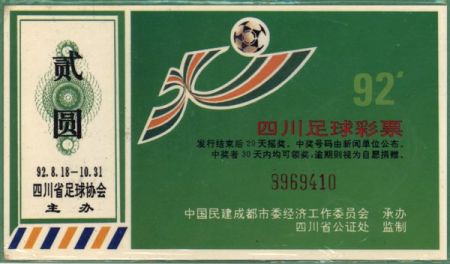 贰
圆
92.8.18-10.31
四川省足球协会
主办
92'
四川足球彩票
发行结束后20天摇奖、中奖号码由新闻单位公布。
中奖者30天内均可领奖,逾期则视为自愿捐赠。
9969410
中国民建成都市委经济工作委员会 承办
四川省公证处 监制